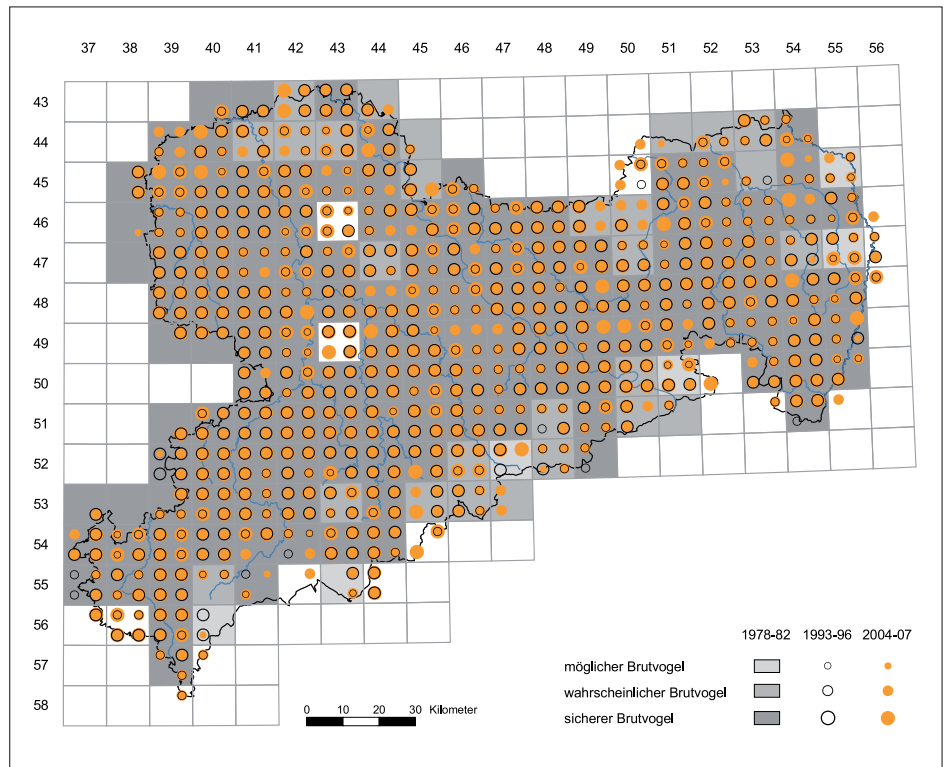 37 38 39 40 41 42 43 44 45 46 47 48 49 50 51 52 53 54 55 56
43
44
45
46
47
48
49
50
51
52
53
54
55
56
57
58
1978-82 1993-96 2004-07
möglicher Brutvogel
wahrscheinlicher Brutvogel
sicherer Brutvogel
0 10 20 30 Kilometer